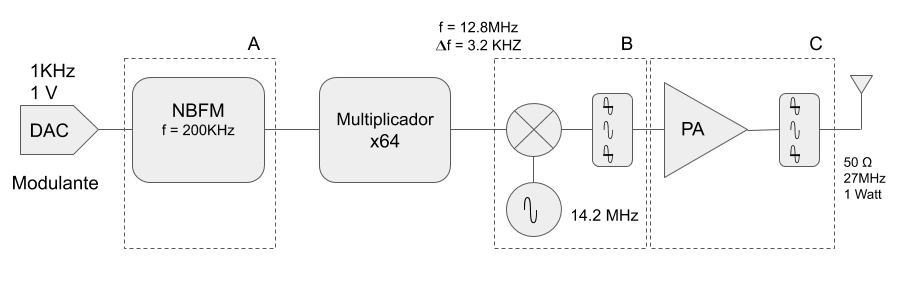 f = 12.8MHz
Δf = 3.2 KHZ
A
B
C
1KHz
1 V
DAC
Modulante
NBFM
f = 200KHz
Multiplicador
x64
14.2 MHz
PA
50 Ω
27MHz
1 Watt